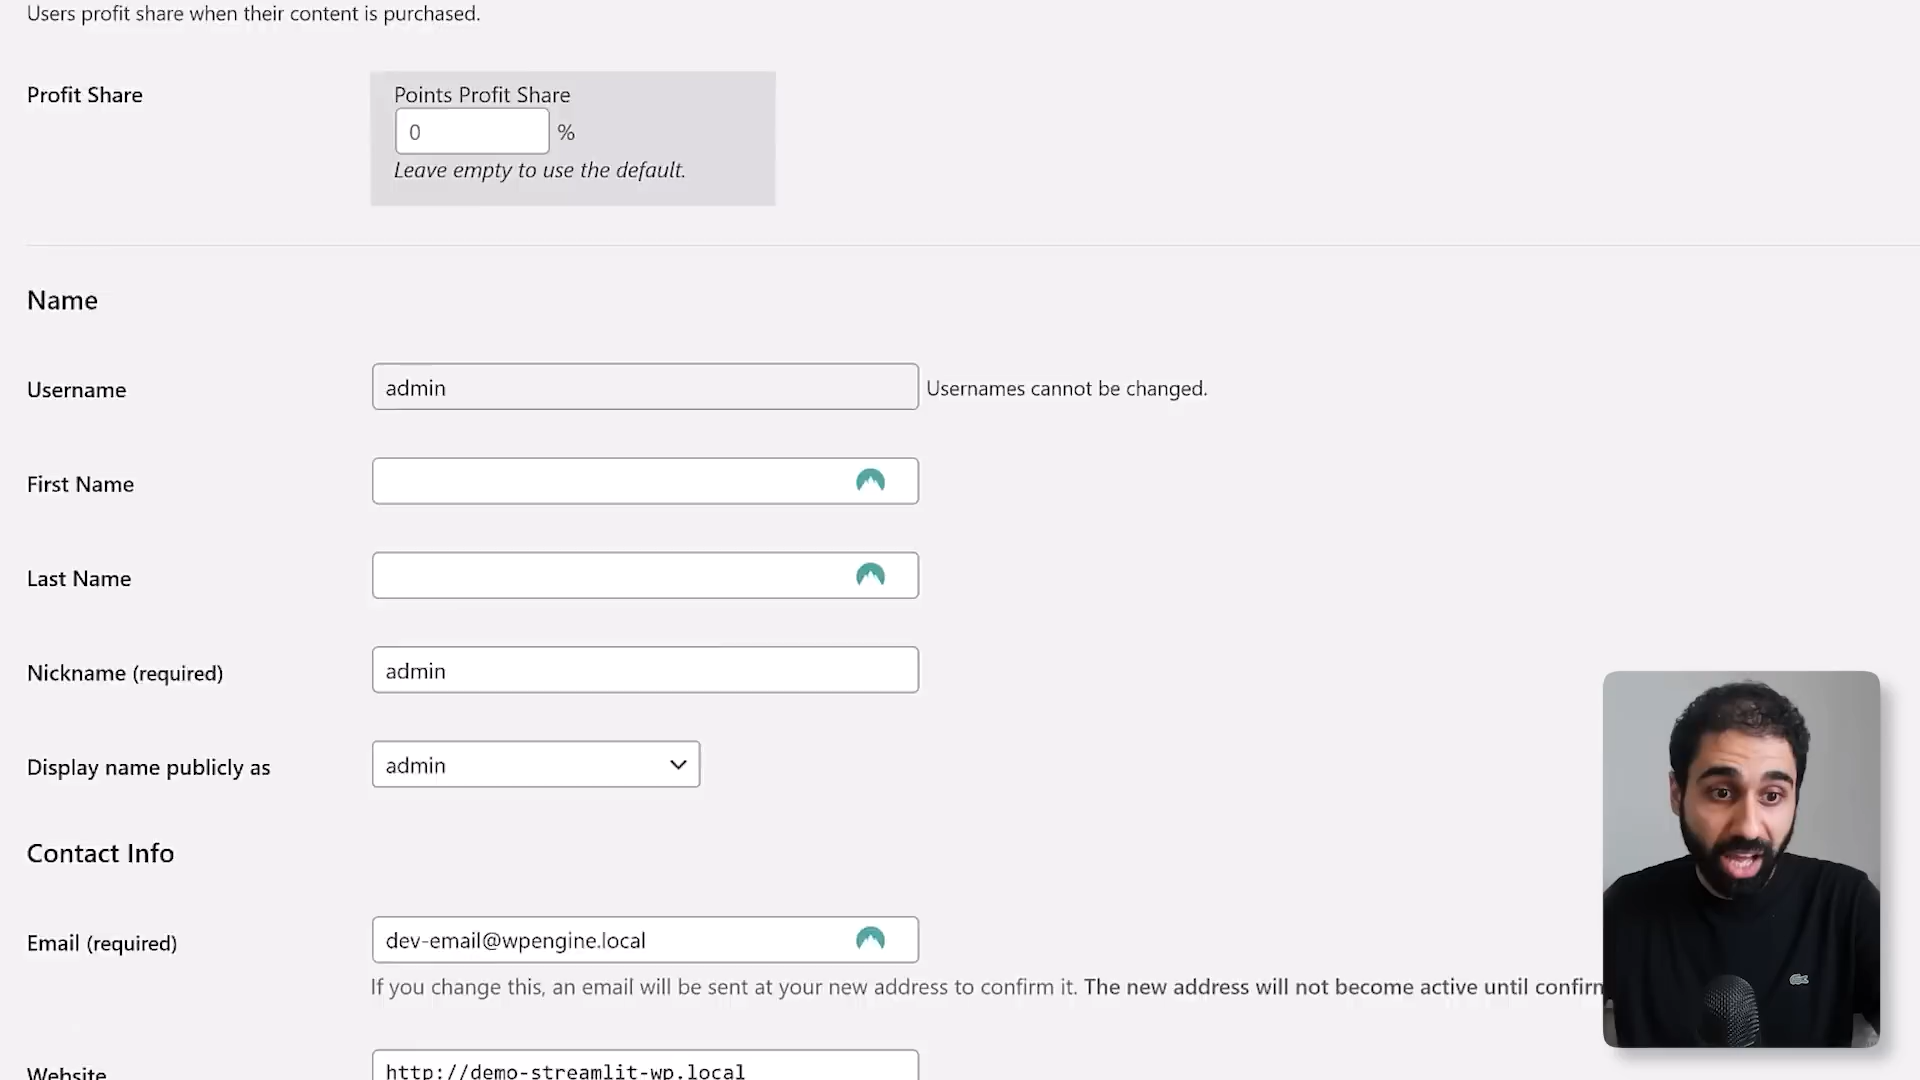 Users profit share when their content is purchased.
Profit Share
Points Profit Share
0 %
Leave empty to use the default.
Name
Username
admin
Usernames cannot be changed.
First Name
Last Name
Nickname (required)
admin
Display name publicly as
admin
Contact Info
Email (required)
dev-email@wpengine.local
If you change this, an email will be sent at your new address to confirm it. The new address will not become active until confirm
Website
http://demo-streamlit-wp.local